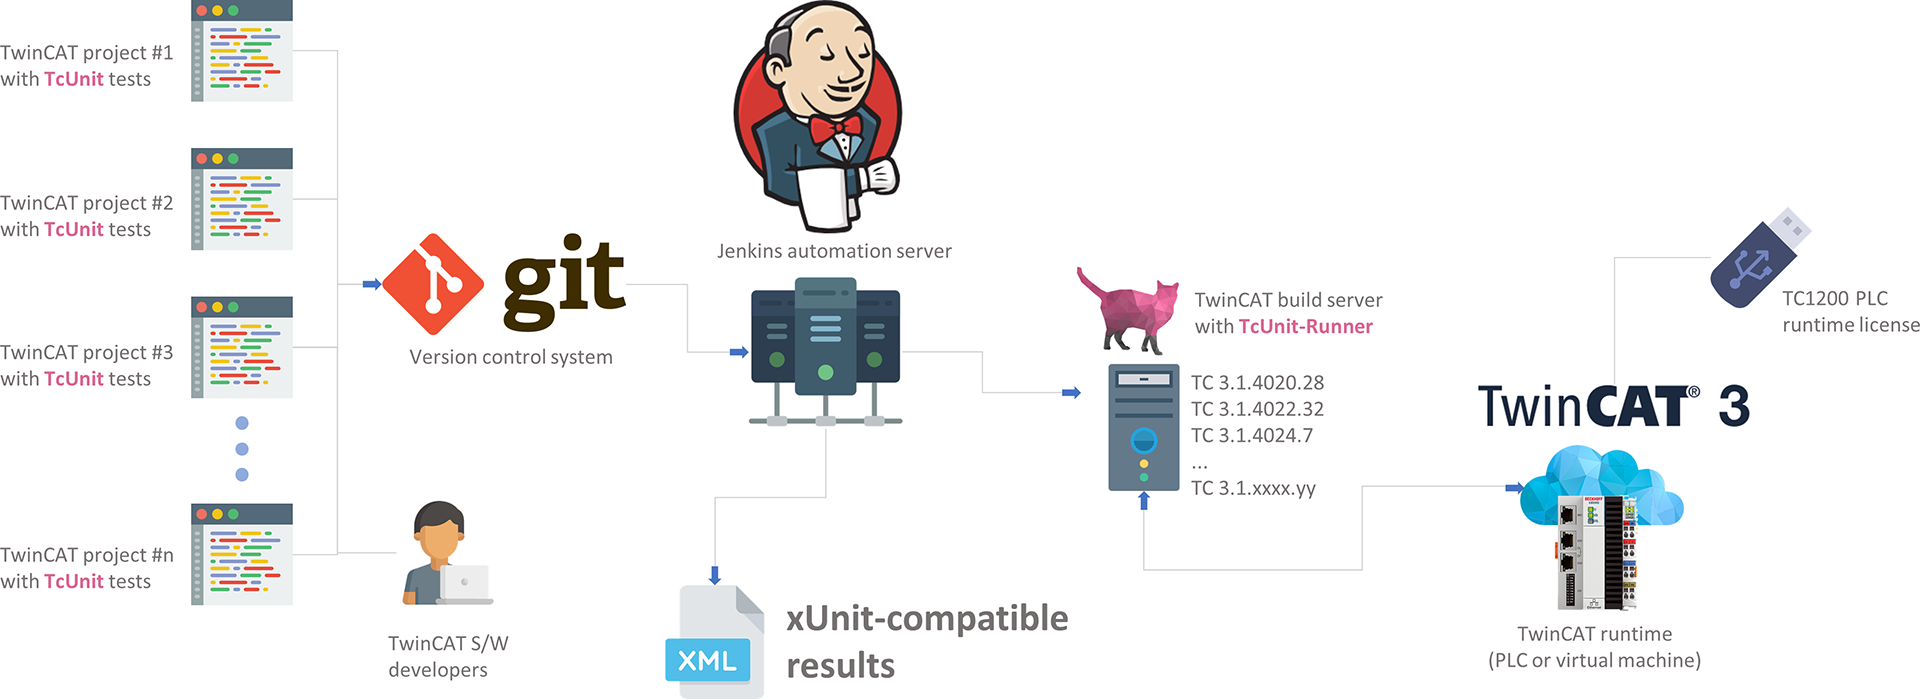 TwinCAT project #1
with TcUnit tests
TwinCAT project #2
with TcUnit tests
TwinCAT project #3
with TcUnit tests
TwinCAT project #n
with TcUnit tests
git
Version control system
TwinCAT S/W
developers
Jenkins automation server
XML
xUnit-compatible
results
TwinCAT build server
with TcUnit-Runner
TC 3.1.4020.28
TC 3.1.4022.32
TC 3.1.4024.7
...
TC 3.1.xxxx.yy
TC1200 PLC
runtime license
TwinCAT® 3
BECKHOFF
TwinCAT runtime
(PLC or virtual machine)